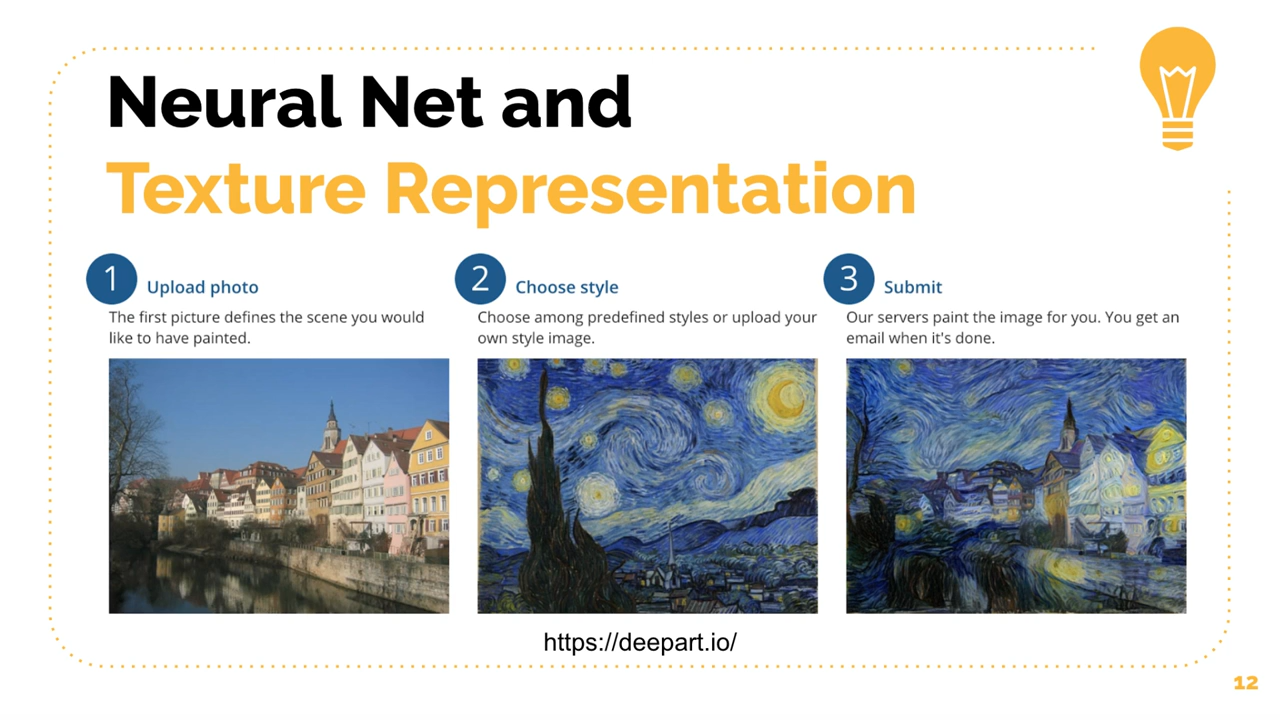 Neural Net and
Texture Representation
1 Upload photo
The first picture defines the scene you would
like to have painted.
2 Choose style
Choose among predefined styles or upload your
own style image.
3 Submit
Our servers paint the image for you. You get an
email when it's done.
https://deepart.io/
12